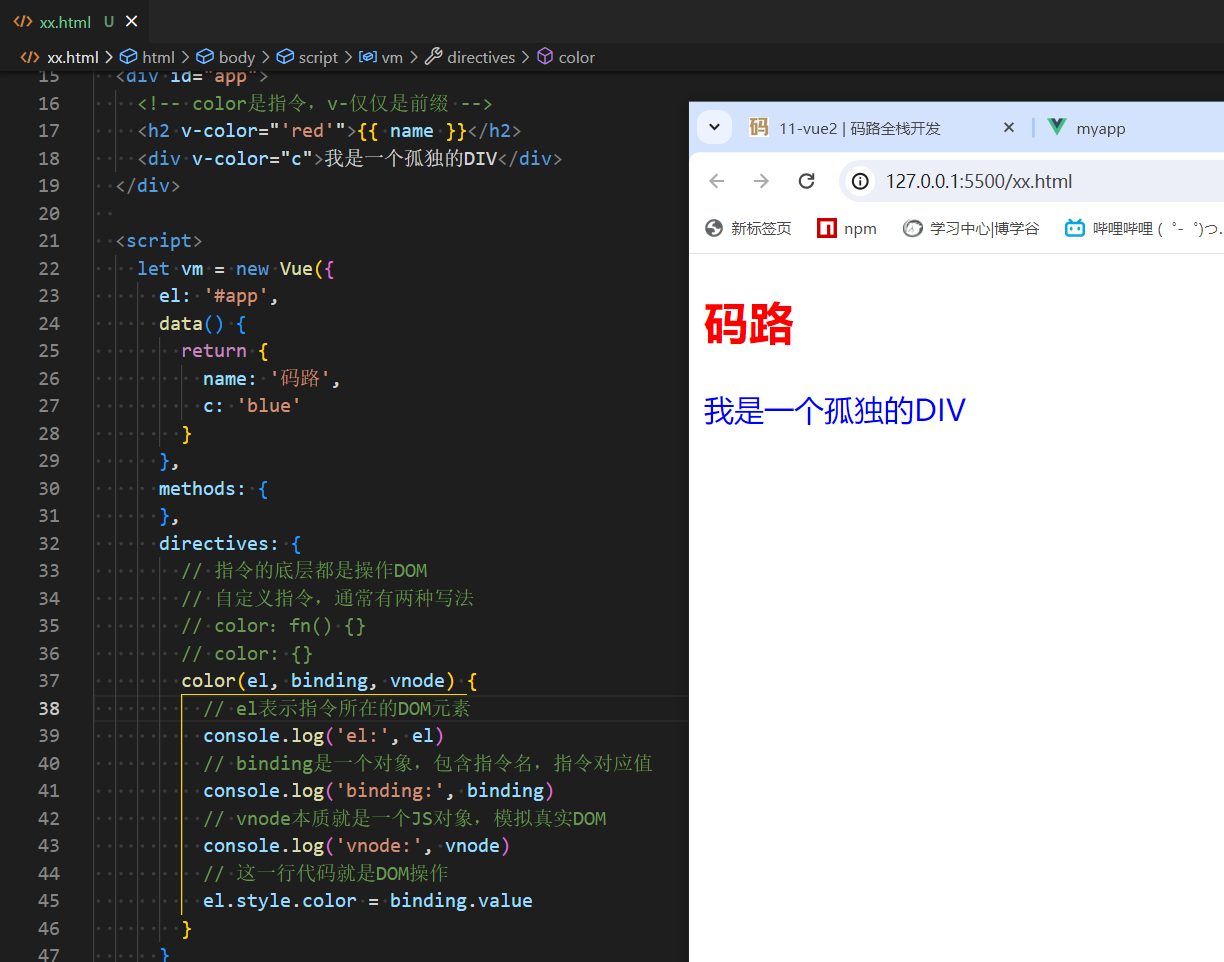 xx.html U
xx.html > html > body > script > vm > directives > color
15 <div id="app">
16 <!-- color是指令，v-仅仅是前缀 -->
17 <h2 v-color="'red'">{{ name }}</h2>
18 <div v-color="c">我是一个孤独的DIV</div>
19 </div>
20
21 <script>
22 let vm = new Vue({
23 el: '#app',
24 data() {
25 return {
26 name: '码路',
27 c: 'blue'
28 }
29 },
30 methods: {
31 },
32 directives: {
33 // 指令的底层都是操作DOM
34 // 自定义指令，通常有两种写法
35 // color：fn() {}
36 // color: {}
37 color(el, binding, vnode) {
38 // el表示指令所在的DOM元素
39 console.log('el:', el)
40 // binding是一个对象，包含指令名，指令对应值
41 console.log('binding:', binding)
42 // vnode本质就是一个JS对象，模拟真实DOM
43 console.log('vnode:', vnode)
44 // 这一行代码就是DOM操作
45 el.style.color = binding.value
46 }
47 }
码 11-vue2 | 码路全栈开发 myapp
127.0.0.1:5500/xx.html
新标签页 npm 学习中心|博学谷 哔哩哔哩 (゜-゜)つ.
码路
我是一个孤独的DIV